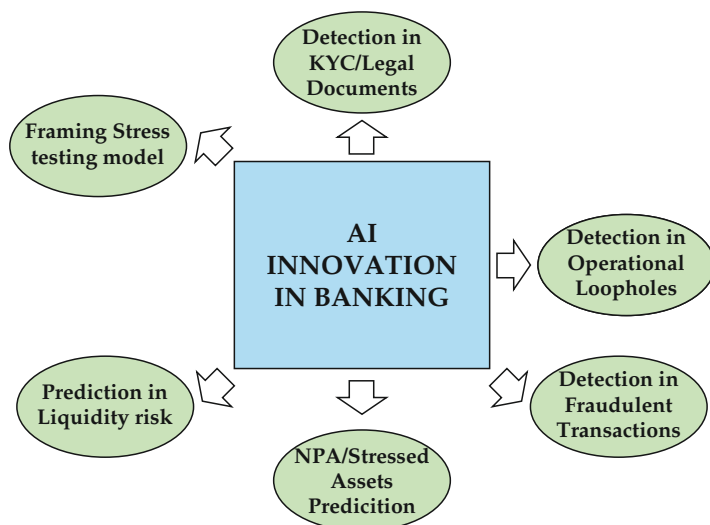 Detection in
KYC/Legal
Documents
Framing Stress
testing model
AI
INNOVATION
IN BANKING
Detection in
Operational
Loopholes
Prediction in
Liquidity risk
Detection in
Fraudulent
Transactions
NPA/Stressed
Assets
Predicition